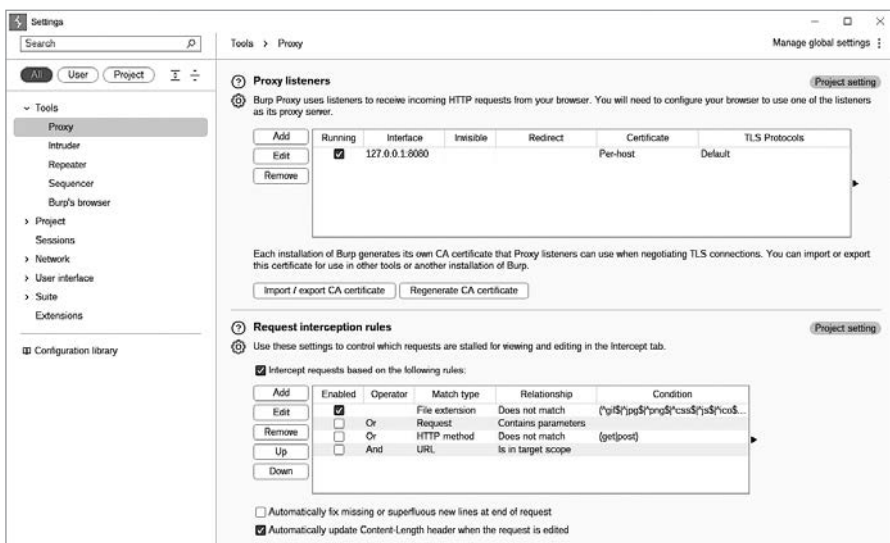 Settings
Search
Tools > Proxy
Manage global settings
All User Project
Tools
Proxy
Intruder
Repeater
Sequencer
Burp's browser
Project
Sessions
Network
User interface
Suite
Extensions
Configuration library
Proxy listeners
Project setting
Burp Proxy uses listeners to receive incoming HTTP requests from your browser. You will need to configure your browser to use one of the listeners
as its proxy server.
Add
Edit
Remove
Running Interface Invisible Redirect Certificate TLS Protocols
127.0.0.1:8080 Per-host Default
Each installation of Burp generates its own CA certificate that Proxy listeners can use when negotiating TLS connections. You can import or export
this certificate for use in other tools or another installation of Burp.
Import / export CA certificate Regenerate CA certificate
Request interception rules
Project setting
Use these settings to control which requests are stalled for viewing and editing in the Intercept tab.
Intercept requests based on the following rules:
Add
Edit
Remove
Up
Down
Enabled Operator Match type Relationship Condition
File extension Does not match (^gif$|^jpg$|^png$|^css$|^js$|^ico$...
Or Request Contains parameters
Or HTTP method Does not match (get|post)
And URL Is in target scope
Automatically fix missing or superfluous new lines at end of request
Automatically update Content-Length header when the request is edited